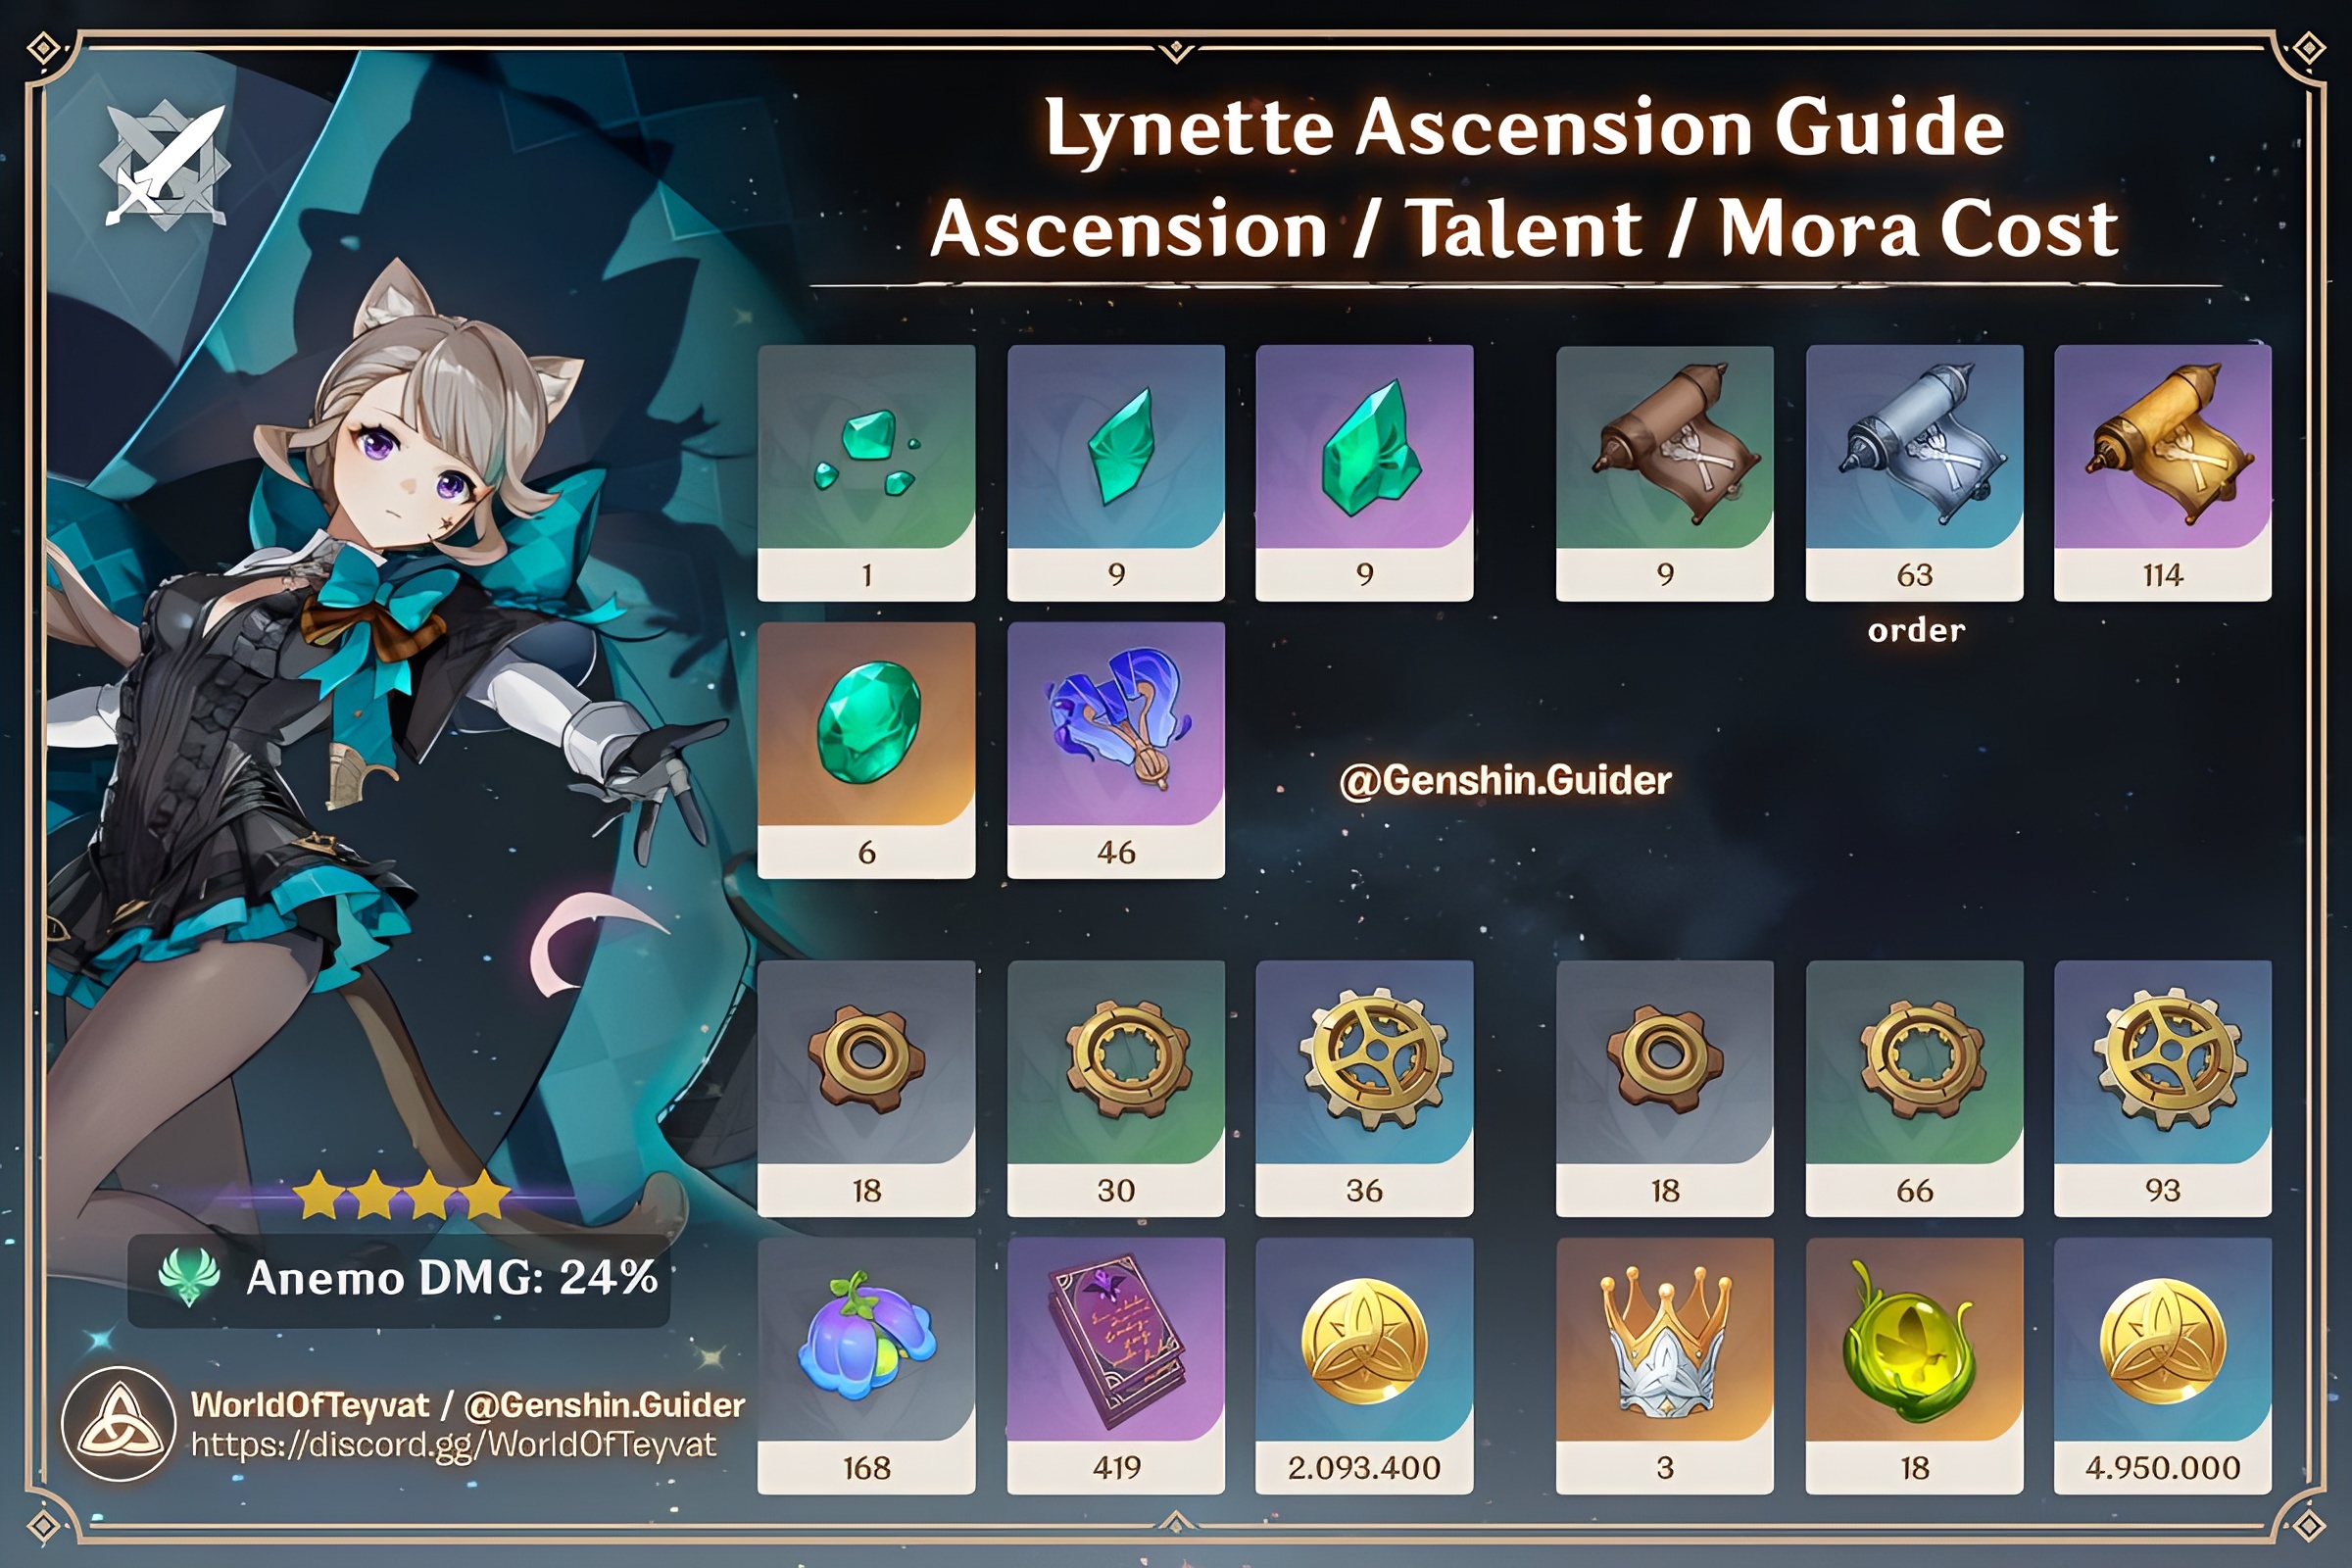 Lynette Ascension Guide
Ascension / Talent / Mora Cost
1
9
9
9
63
114
order
6
46
@Genshin.Guider
18
30
36
18
66
93
168
419
2.093.400
3
18
4.950.000
Anemo DMG: 24%
WorldOfTeyvat / @Genshin.Guider
https://discord.gg/WorldOfTeyvat